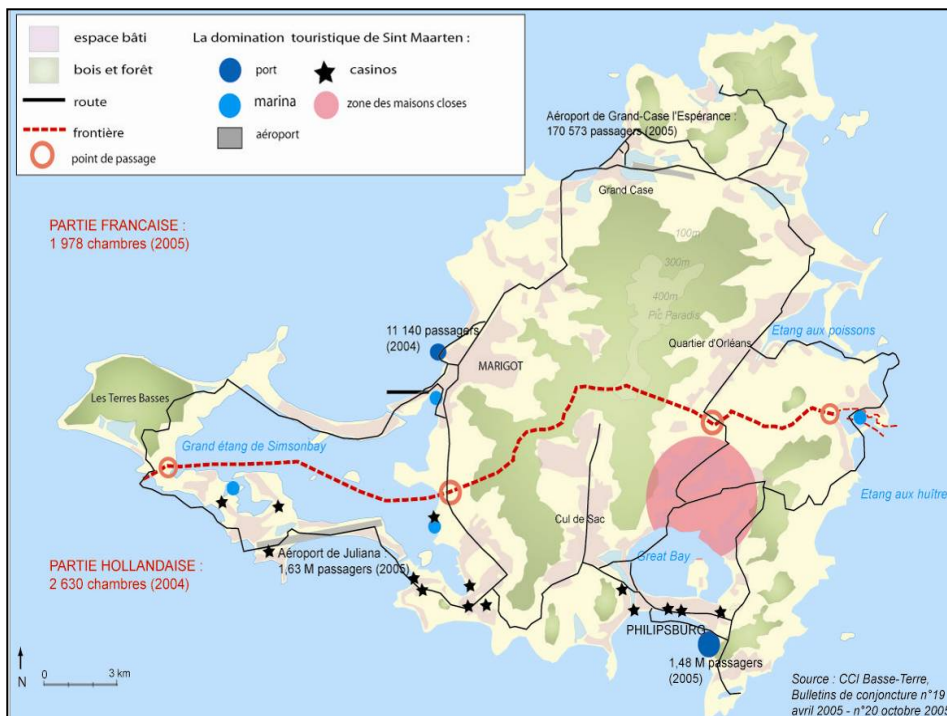 espace bâti
bois et forêt
route
frontière
point de passage
La domination touristique de Sint Maarten :
port
marina
aéroport
casinos
zone des maisons closes
Aéroport de Grand-Case l'Espérance :
170 573 passagers (2005)
Grand Case
PARTIE FRANCAISE :
1 978 chambres (2005)
100m
300m
400m
Pic Paradis
11 140 passagers
(2004)
Etang aux poissons
Quartier d'Orléans
MARIGOT
Les Terres Basses
Grand étang de Simsonbay
Etang aux huître
Cul de Sac
Aéroport de Juliana :
1,63 M passagers (2005)
Great Bay
PARTIE HOLLANDAISE :
2 630 chambres (2004)
PHILIPSBURG
1,48 M passagers
(2005)
N
3 km
Source : CCI Basse-Terre,
Bulletins de conjoncture n°19
avril 2005 - n°20 octobre 2005